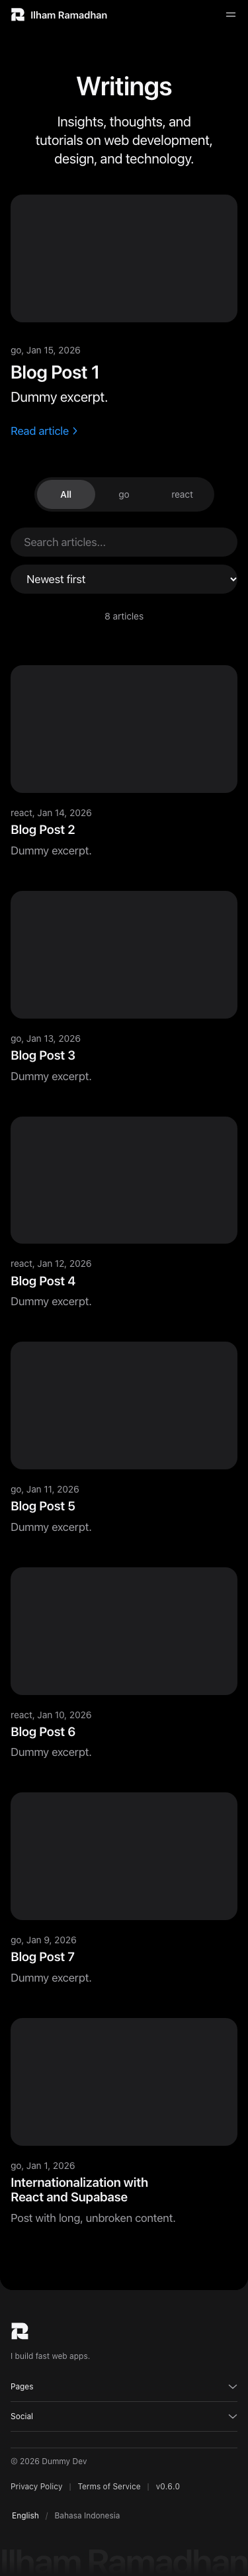 Ilham Ramadhan
Writings
Insights, thoughts, and
tutorials on web development,
design, and technology.
go, Jan 15, 2026
Blog Post 1
Dummy excerpt.
Read article
All
go
react
Search articles...
Newest first
8 articles
react, Jan 14, 2026
Blog Post 2
Dummy excerpt.
go, Jan 13, 2026
Blog Post 3
Dummy excerpt.
react, Jan 12, 2026
Blog Post 4
Dummy excerpt.
go, Jan 11, 2026
Blog Post 5
Dummy excerpt.
react, Jan 10, 2026
Blog Post 6
Dummy excerpt.
go, Jan 9, 2026
Blog Post 7
Dummy excerpt.
go, Jan 1, 2026
Internationalization with
React and Supabase
Post with long, unbroken content.
I build fast web apps.
Pages
Social
© 2026 Dummy Dev
Privacy Policy | Terms of Service | v0.6.0
English / Bahasa Indonesia
Ilham Ramadhan